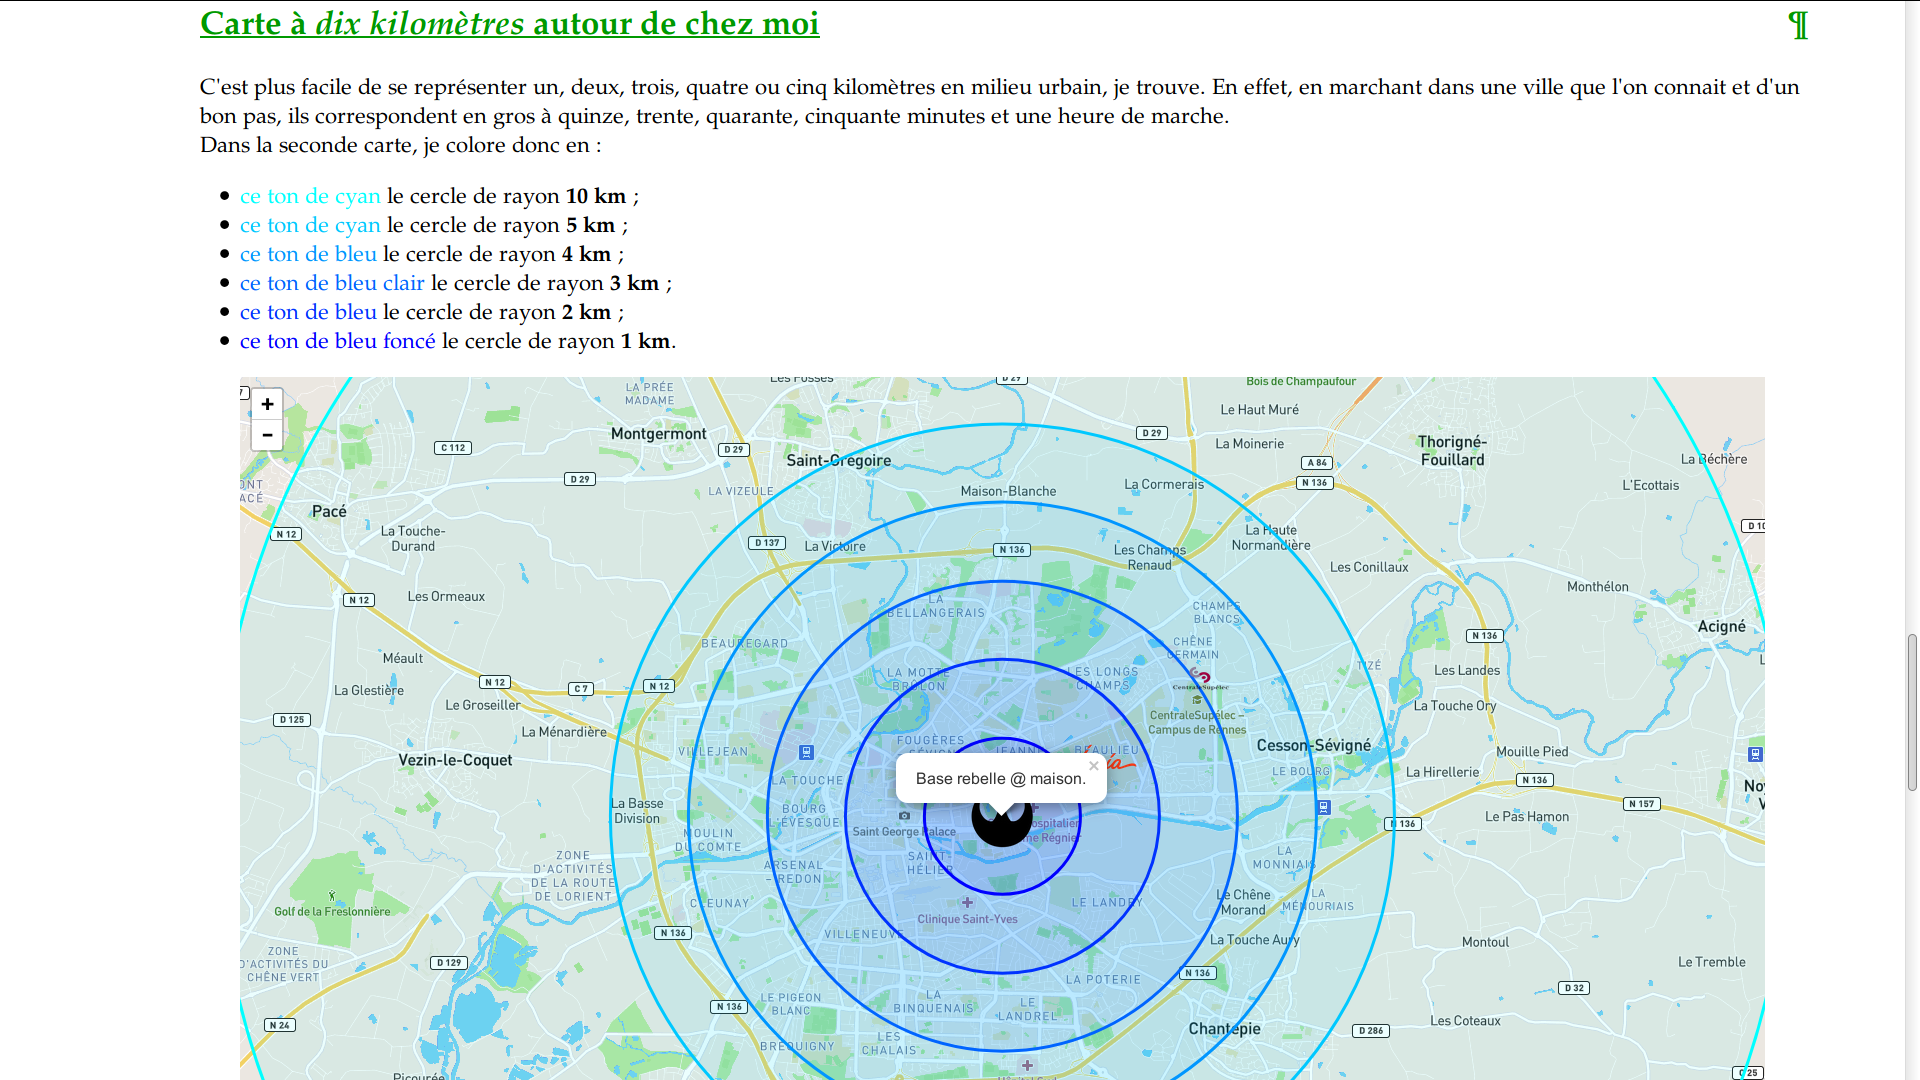 Carte à dix kilomètres autour de chez moi ¶
C'est plus facile de se représenter un, deux, trois, quatre ou cinq kilomètres en milieu urbain, je trouve. En effet, en marchant dans une ville que l'on connait et d'un
bon pas, ils correspondent en gros à quinze, trente, quarante, cinquante minutes et une heure de marche.
Dans la seconde carte, je colore donc en :
ce ton de cyan le cercle de rayon 10 km ;
ce ton de cyan le cercle de rayon 5 km ;
ce ton de bleu le cercle de rayon 4 km ;
ce ton de bleu clair le cercle de rayon 3 km ;
ce ton de bleu le cercle de rayon 2 km ;
ce ton de bleu foncé le cercle de rayon 1 km.
+
-
Les Fosses
D 29
Bois de Champaufour
LA PRÉE
MADAME
Le Haut Muré
Montgermont
C 112
D 29
D 29
La Moinerie
Thorigné-
Fouillard
Saint-Grégoire
A 84
La Béchère
D 29
LA VIZEULE
Maison-Blanche
La Cormerais
N 136
L'Ecottais
Pacé
N 12
La Touche-
Durand
D 137
La Victoire
N 136
Les Champs
Renaud
La Haute
Normandière
Les Conillaux
Monthélon
N 12
Les Ormeaux
LA
BELLANGERAIS
CHAMPS
BLANCS
Acigné
BEAUREGARD
CHÊNE
GERMAIN
N 136
Méault
TIZÉ
Les Landes
La Glestière
N 12
C 7
N 12
LA MOTTE
BRÛLON
LES LONGS
CHAMPS
CentraleSupélec
Le Groseiller
CentraleSupélec –
Campus de Rennes
La Touche Ory
D 125
La Ménardière
FOUGÈRES
JEANNE
BEAULIEU
Cesson-Sévigné
Vezin-le-Coquet
VILLEJEAN
Mouille Pied
Base rebelle @ maison.
×
LA TOUCHE
LE BOURG
La Hirellerie
N 136
La Basse
Division
BOURG
L'ÉVESQUE
N 157
Le Pas Hamon
Saint George Palace
N 136
MOULIN
DU COMTE
SAINT-
HÉLIER
ARSENAL
– REDON
LA
MONNIAIS
ZONE
D'ACTIVITÉS
DE LA ROUTE
DE LORIENT
Golf de la Freslonnière
CLEUNAY
Clinique Saint-Yves
LE LANDRY
Le Chêne
Morand
LA
MÉNOURIAIS
N 136
VILLENEUVE
La Touche Aury
Montoul
ZONE
D'ACTIVITÉS DU
CHÊNE VERT
D 129
LA POTERIE
N 136
Le Tremble
D 32
LE PIGEON
BLANC
N 136
LA
BINQUENAIS
LE
LANDREL
N 24
Chantepie
D 286
Les Coteaux
BRÉQUIGNY
LES
CHALAIS
Picourée